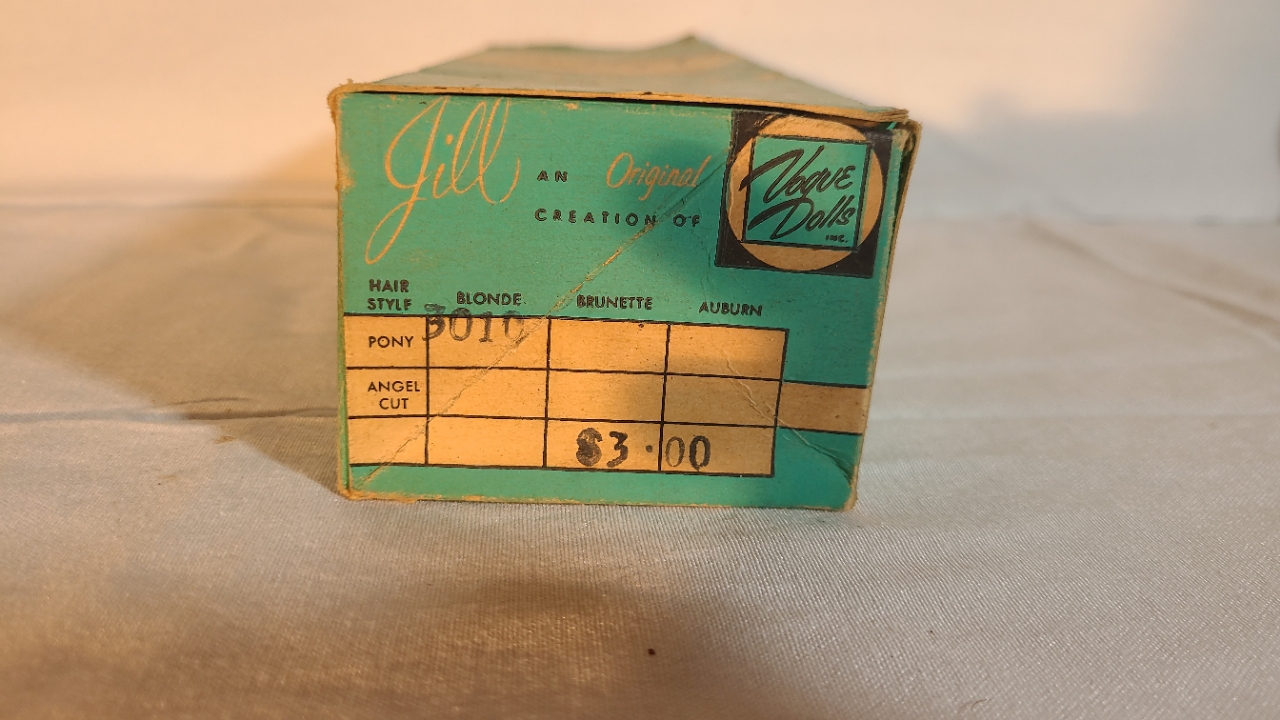 Jill AN Original
CREATION OF
Vogue
Dolls
INC.
HAIR
STYLE BLONDE BRUNETTE AUBURN
PONY 3010
ANGEL
CUT
$3.00